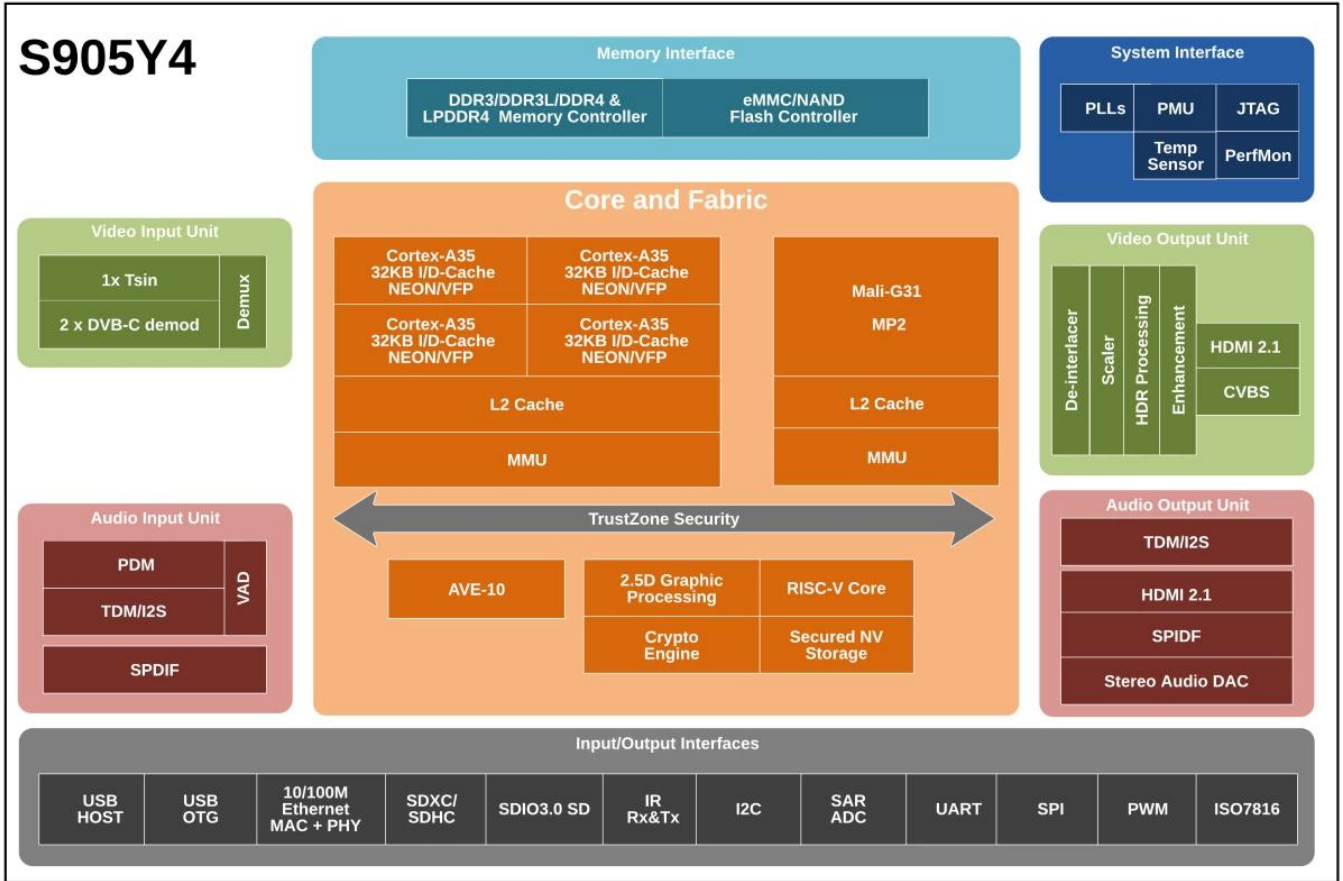 S905Y4
Memory Interface
DDR3/DDR3L/DDR4 &
LPDDR4 Memory Controller
eMMC/NAND
Flash Controller
System Interface
PLLs
PMU
JTAG
Temp
Sensor
PerfMon
Video Input Unit
1x Tsin
2 x DVB-C demod
Demux
Core and Fabric
Cortex-A35
32KB I/D-Cache
NEON/VFP
Cortex-A35
32KB I/D-Cache
NEON/VFP
Cortex-A35
32KB I/D-Cache
NEON/VFP
Cortex-A35
32KB I/D-Cache
NEON/VFP
L2 Cache
MMU
Mali-G31
MP2
L2 Cache
MMU
TrustZone Security
AVE-10
2.5D Graphic
Processing
RISC-V Core
Crypto
Engine
Secured NV
Storage
Video Output Unit
De-interlacer
Scaler
HDR Processing
Enhancement
HDMI 2.1
CVBS
Audio Input Unit
PDM
TDM/I2S
VAD
SPDIF
Audio Output Unit
TDM/I2S
HDMI 2.1
SPIDF
Stereo Audio DAC
Input/Output Interfaces
USB
HOST
USB
OTG
10/100M
Ethernet
MAC + PHY
SDXC/
SDHC
SDIO3.0 SD
IR
Rx&Tx
I2C
SAR
ADC
UART
SPI
PWM
ISO7816